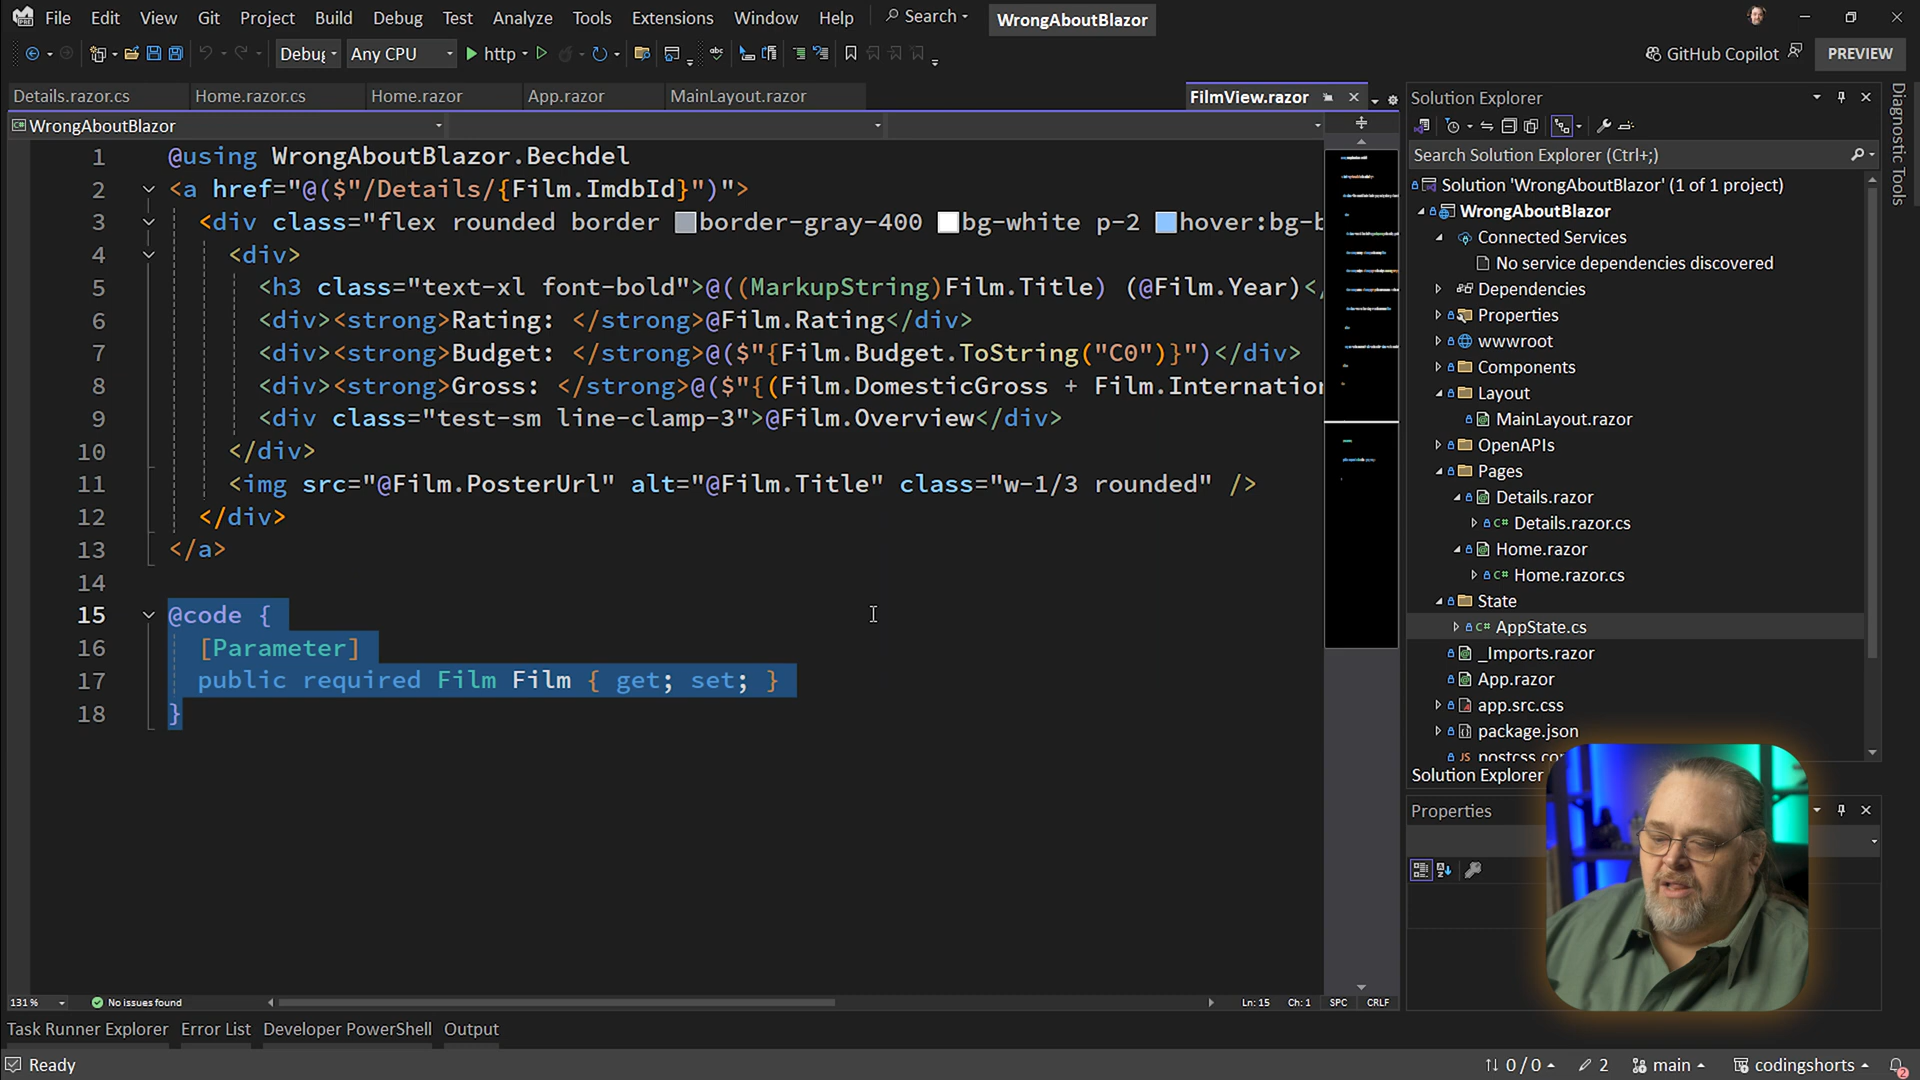 File Edit View Git Project Build Debug Test Analyze Tools Extensions Window Help Search WrongAboutBlazor
Debug Any CPU http GitHub Copilot PREVIEW
Details.razor.cs Home.razor.cs Home.razor App.razor MainLayout.razor FilmView.razor
WrongAboutBlazor
1 @using WrongAboutBlazor.Bechdel
2 <a href="@($"/Details/{Film.ImdbId}")">
3 <div class="flex rounded border border-gray-400 bg-white p-2 hover:bg-b
4 <div>
5 <h3 class="text-xl font-bold">@((MarkupString)Film.Title) (@Film.Year)</
6 <div><strong>Rating: </strong>@Film.Rating</div>
7 <div><strong>Budget: </strong>@($"{Film.Budget.ToString("C0")}")</div>
8 <div><strong>Gross: </strong>@($"{(Film.DomesticGross + Film.Internation
9 <div class="test-sm line-clamp-3">@Film.Overview</div>
10 </div>
11 <img src="@Film.PosterUrl" alt="@Film.Title" class="w-1/3 rounded" />
12 </div>
13 </a>
14
15 @code {
16 [Parameter]
17 public required Film Film { get; set; }
18 }
131 % No issues found Ln: 15 Ch: 1 SPC CRLF
Solution Explorer
Search Solution Explorer (Ctrl+;)
Solution 'WrongAboutBlazor' (1 of 1 project)
WrongAboutBlazor
Connected Services
No service dependencies discovered
Dependencies
Properties
wwwroot
Components
Layout
MainLayout.razor
OpenAPIs
Pages
Details.razor
C# Details.razor.cs
Home.razor
C# Home.razor.cs
State
C# AppState.cs
_Imports.razor
App.razor
app.src.css
package.json
JS postcss.co
Solution Explorer
Properties
Diagnostic Tools
Task Runner Explorer Error List Developer PowerShell Output
Ready 0 / 0 2 main codingshorts 2